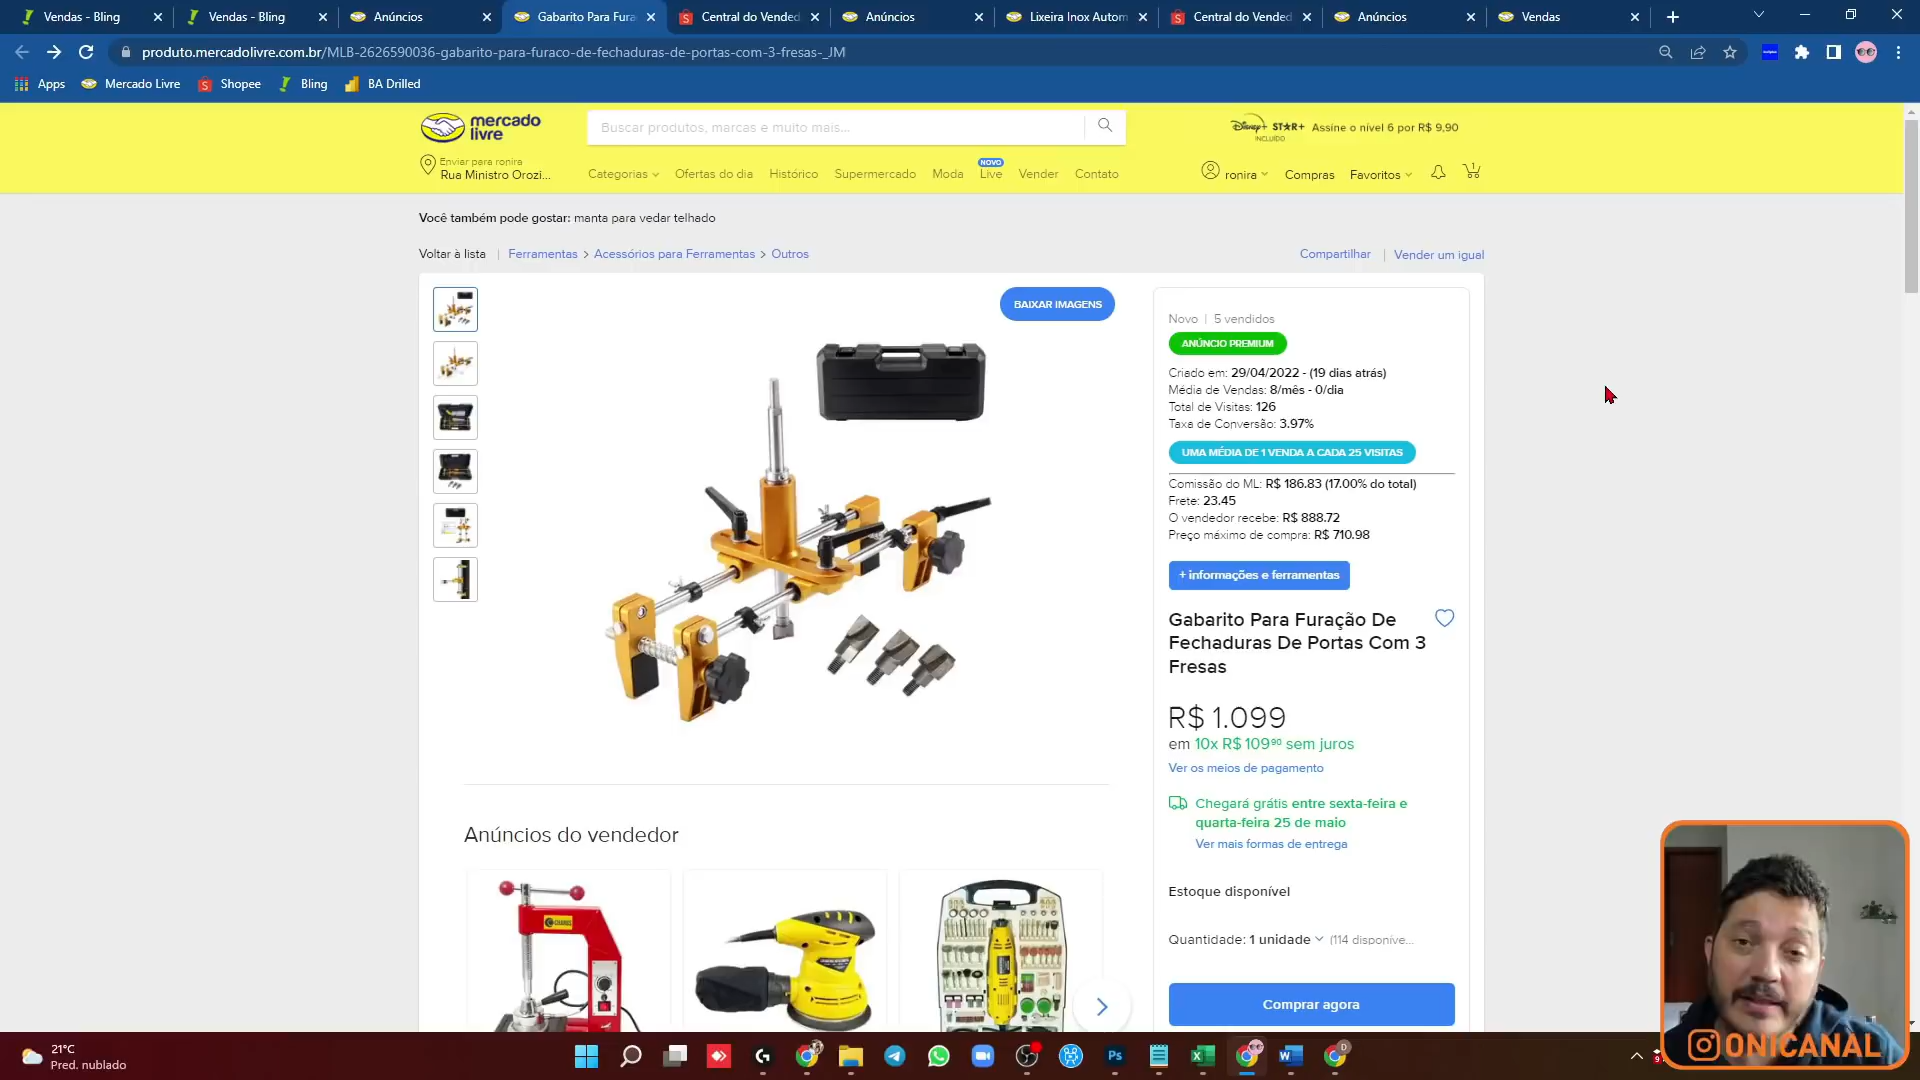 Vendas - Bling
Vendas - Bling
Anúncios
Gabarito Para Fura
Central do Vended
Anúncios
Lixeira Inox Autom
Central do Vended
Anúncios
Vendas
produto.mercadolivre.com.br/MLB-2626590036-gabarito-para-furaco-de-fechaduras-de-portas-com-3-fresas-_JM
Apps
Mercado Livre
Shopee
Bling
BA Drilled
mercado
livre
Buscar produtos, marcas e muito mais...
Disney+ STAR+ Assine o nível 6 por R$ 9,90
INCLUÍDO
Enviar para ronira
Rua Ministro Orozi...
Categorias
Ofertas do dia
Histórico
Supermercado
Moda
NOVO
Live
Vender
Contato
ronira
Compras
Favoritos
1
Você também pode gostar: manta para vedar telhado
Voltar à lista | Ferramentas > Acessórios para Ferramentas > Outros
Compartilhar | Vender um igual
BAIXAR IMAGENS
Novo | 5 vendidos
ANÚNCIO PREMIUM
Criado em: 29/04/2022 - (19 dias atrás)
Média de Vendas: 8/mês - 0/dia
Total de Visitas: 126
Taxa de Conversão: 3.97%
UMA MÉDIA DE 1 VENDA A CADA 25 VISITAS
Comissão do ML: R$ 186.83 (17.00% do total)
Frete: 23.45
O vendedor recebe: R$ 888.72
Preço máximo de compra: R$ 710.98
+ informações e ferramentas
Gabarito Para Furação De
Fechaduras De Portas Com 3
Fresas
R$ 1.099
em 10x R$ 109⁹⁰ sem juros
Ver os meios de pagamento
Chegará grátis entre sexta-feira e
quarta-feira 25 de maio
Ver mais formas de entrega
Estoque disponível
Quantidade: 1 unidade (114 disponíve...
Comprar agora
Anúncios do vendedor
21°C
Pred. nublado
ONICANAL